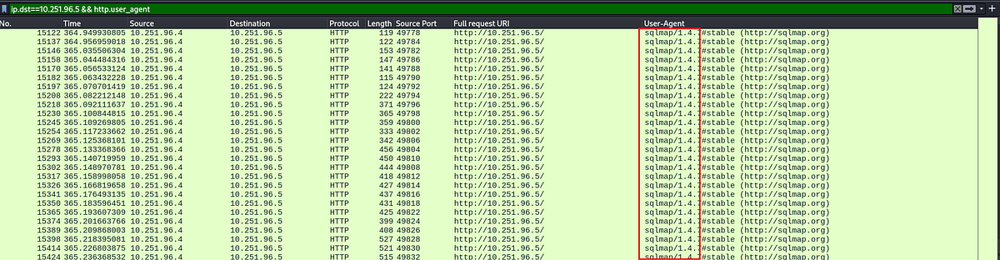 ip.dst==10.251.96.5 && http.user_agent
No. Time Source Destination Protocol Length Source Port Full request URI User-Agent
15122 364.949930805 10.251.96.4 10.251.96.5 HTTP 119 49778 http://10.251.96.5/ sqlmap/1.4.7#stable (http://sqlmap.org)
15137 364.956959018 10.251.96.4 10.251.96.5 HTTP 122 49784 http://10.251.96.5/ sqlmap/1.4.7#stable (http://sqlmap.org)
15146 365.035506304 10.251.96.4 10.251.96.5 HTTP 153 49782 http://10.251.96.5/ sqlmap/1.4.7#stable (http://sqlmap.org)
15158 365.044484316 10.251.96.4 10.251.96.5 HTTP 147 49786 http://10.251.96.5/ sqlmap/1.4.7#stable (http://sqlmap.org)
15170 365.056533124 10.251.96.4 10.251.96.5 HTTP 141 49788 http://10.251.96.5/ sqlmap/1.4.7#stable (http://sqlmap.org)
15182 365.063432228 10.251.96.4 10.251.96.5 HTTP 115 49790 http://10.251.96.5/ sqlmap/1.4.7#stable (http://sqlmap.org)
15197 365.070701419 10.251.96.4 10.251.96.5 HTTP 124 49792 http://10.251.96.5/ sqlmap/1.4.7#stable (http://sqlmap.org)
15208 365.082212148 10.251.96.4 10.251.96.5 HTTP 222 49794 http://10.251.96.5/ sqlmap/1.4.7#stable (http://sqlmap.org)
15218 365.092111637 10.251.96.4 10.251.96.5 HTTP 371 49796 http://10.251.96.5/ sqlmap/1.4.7#stable (http://sqlmap.org)
15230 365.100844815 10.251.96.4 10.251.96.5 HTTP 365 49798 http://10.251.96.5/ sqlmap/1.4.7#stable (http://sqlmap.org)
15245 365.109269805 10.251.96.4 10.251.96.5 HTTP 359 49800 http://10.251.96.5/ sqlmap/1.4.7#stable (http://sqlmap.org)
15254 365.117233662 10.251.96.4 10.251.96.5 HTTP 333 49802 http://10.251.96.5/ sqlmap/1.4.7#stable (http://sqlmap.org)
15269 365.125368101 10.251.96.4 10.251.96.5 HTTP 342 49806 http://10.251.96.5/ sqlmap/1.4.7#stable (http://sqlmap.org)
15278 365.133368366 10.251.96.4 10.251.96.5 HTTP 456 49804 http://10.251.96.5/ sqlmap/1.4.7#stable (http://sqlmap.org)
15293 365.140719959 10.251.96.4 10.251.96.5 HTTP 450 49810 http://10.251.96.5/ sqlmap/1.4.7#stable (http://sqlmap.org)
15302 365.148970781 10.251.96.4 10.251.96.5 HTTP 444 49808 http://10.251.96.5/ sqlmap/1.4.7#stable (http://sqlmap.org)
15317 365.158998058 10.251.96.4 10.251.96.5 HTTP 418 49812 http://10.251.96.5/ sqlmap/1.4.7#stable (http://sqlmap.org)
15326 365.166819658 10.251.96.4 10.251.96.5 HTTP 427 49814 http://10.251.96.5/ sqlmap/1.4.7#stable (http://sqlmap.org)
15341 365.176493135 10.251.96.4 10.251.96.5 HTTP 437 49816 http://10.251.96.5/ sqlmap/1.4.7#stable (http://sqlmap.org)
15350 365.183596451 10.251.96.4 10.251.96.5 HTTP 431 49818 http://10.251.96.5/ sqlmap/1.4.7#stable (http://sqlmap.org)
15365 365.193607309 10.251.96.4 10.251.96.5 HTTP 425 49822 http://10.251.96.5/ sqlmap/1.4.7#stable (http://sqlmap.org)
15374 365.201663766 10.251.96.4 10.251.96.5 HTTP 399 49824 http://10.251.96.5/ sqlmap/1.4.7#stable (http://sqlmap.org)
15389 365.209868003 10.251.96.4 10.251.96.5 HTTP 408 49826 http://10.251.96.5/ sqlmap/1.4.7#stable (http://sqlmap.org)
15398 365.218395081 10.251.96.4 10.251.96.5 HTTP 527 49828 http://10.251.96.5/ sqlmap/1.4.7#stable (http://sqlmap.org)
15414 365.226803875 10.251.96.4 10.251.96.5 HTTP 521 49830 http://10.251.96.5/ sqlmap/1.4.7#stable (http://sqlmap.org)
15424 365.236368532 10.251.96.4 10.251.96.5 HTTP 515 49832 http://10.251.96.5/ sqlmap/1.4.7#stable (http://sqlmap.org)